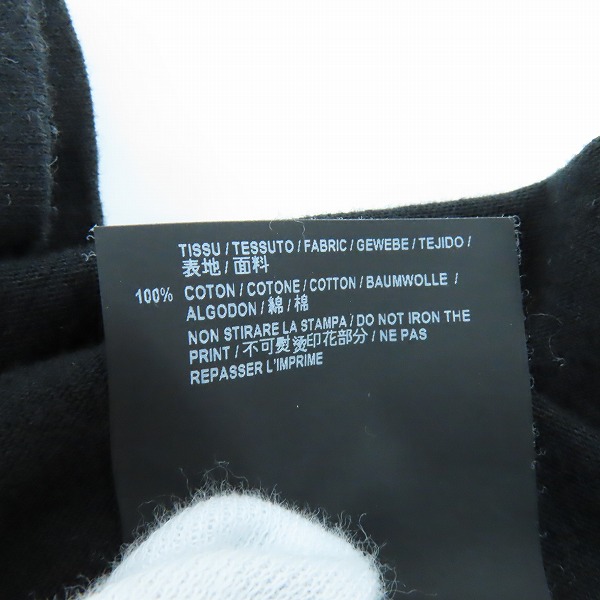 TISSU / TESSUTO / FABRIC / GEWEBE / TEJIDO /
表地 / 面料
100% COTON / COTONE / COTTON / BAUMWOLLE /
ALGODON / 綿 / 棉
NON STIRARE LA STAMPA / DO NOT IRON THE
PRINT / 不可熨烫印花部分 / NE PAS
REPASSER L'IMPRIME